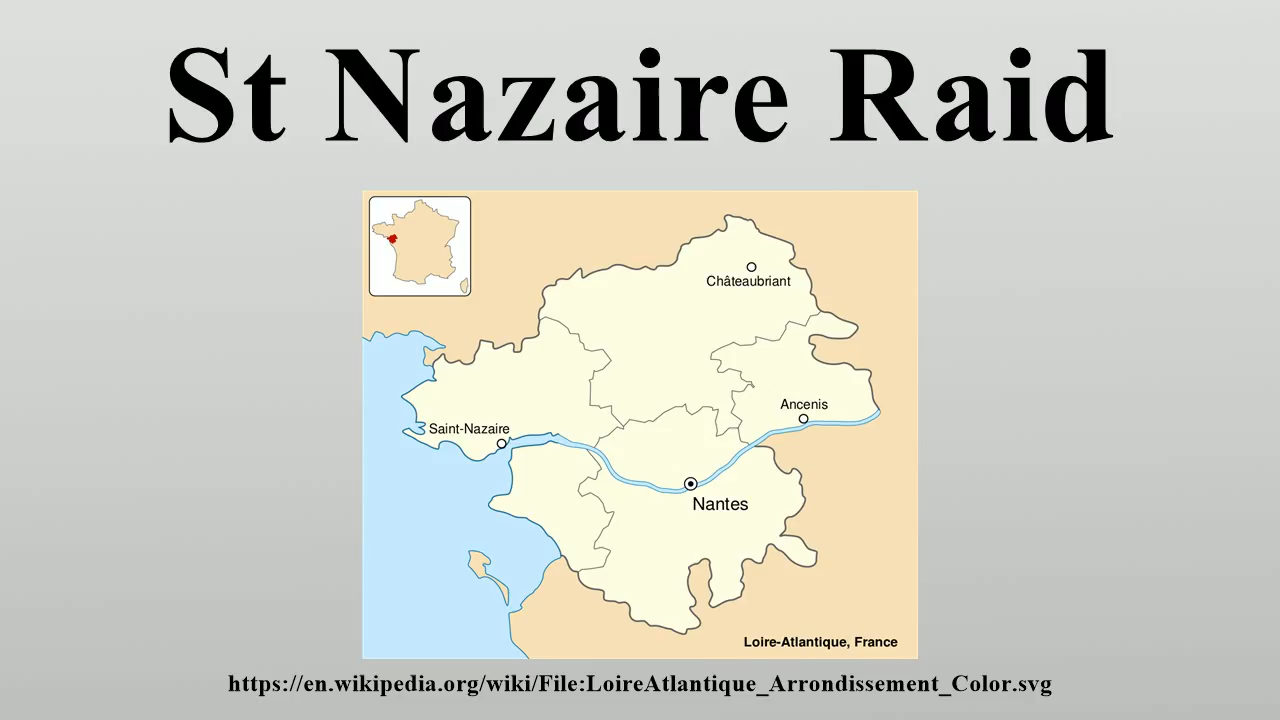 St Nazaire Raid
Châteaubriant
Ancenis
Saint-Nazaire
Nantes
Loire-Atlantique, France
https://en.wikipedia.org/wiki/File:LoireAtlantique_Arrondissement_Color.svg